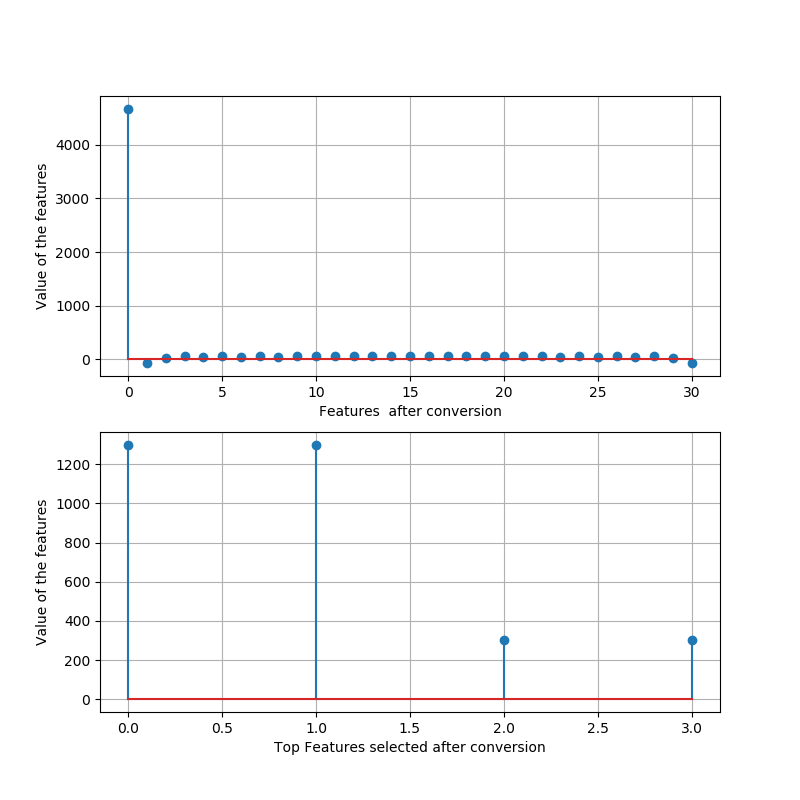 4000
3000
2000
1000
0
Value of the features
0 5 10 15 20 25 30
Features  after conversion
1200
1000
800
600
400
200
0
Value of the features
0.0 0.5 1.0 1.5 2.0 2.5 3.0
Top Features selected after conversion